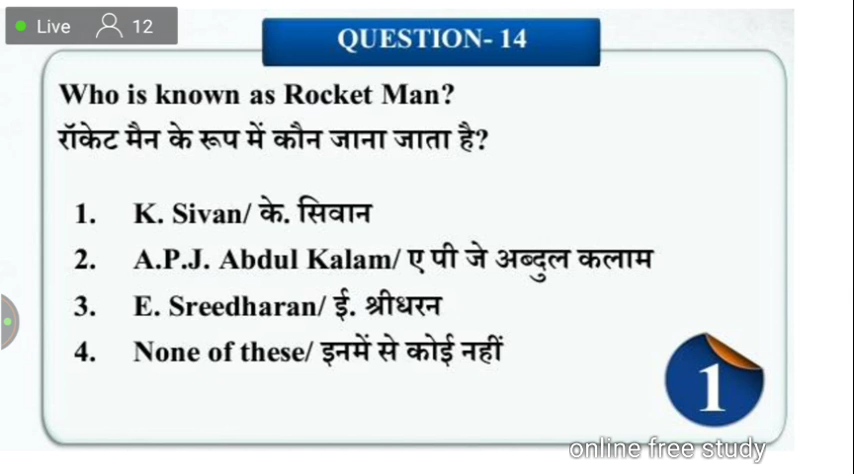 Live 12
QUESTION- 14
Who is known as Rocket Man?
रॉकेट मैन के रूप में कौन जाना जाता है?
1. K. Sivan/ के. सिवान
2. A.P.J. Abdul Kalam/ ए पी जे अब्दुल कलाम
3. E. Sreedharan/ ई. श्रीधरन
4. None of these/ इनमें से कोई नहीं
1
online free study